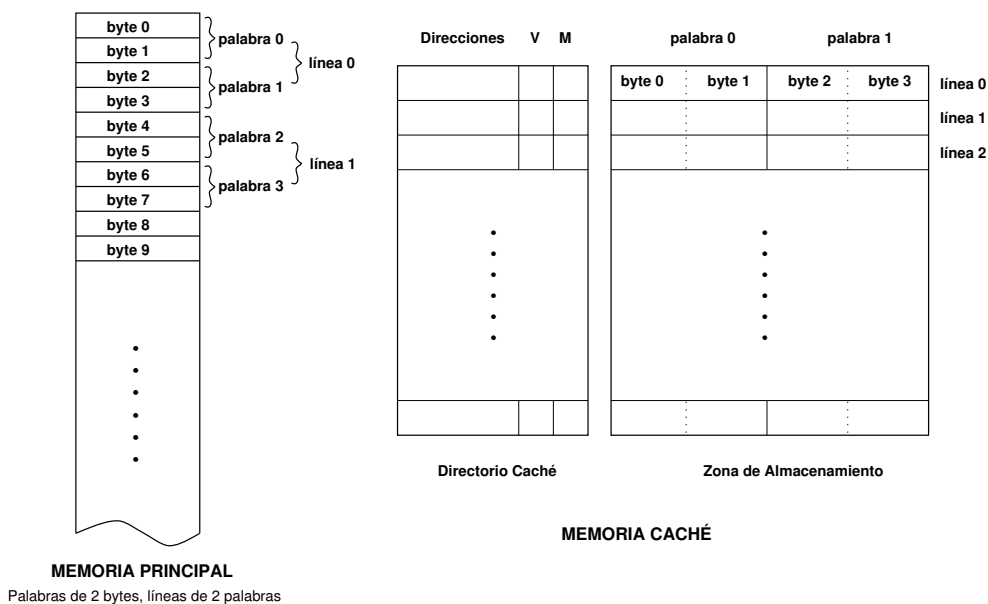 byte 0
byte 1
byte 2
byte 3
byte 4
byte 5
byte 6
byte 7
byte 8
byte 9
palabra 0
palabra 1
palabra 2
palabra 3
línea 0
línea 1
MEMORIA PRINCIPAL
Palabras de 2 bytes, líneas de 2 palabras
Direcciones V M
palabra 0 palabra 1
byte 0 byte 1 byte 2 byte 3 línea 0
línea 1
línea 2
Directorio Caché
Zona de Almacenamiento
MEMORIA CACHÉ